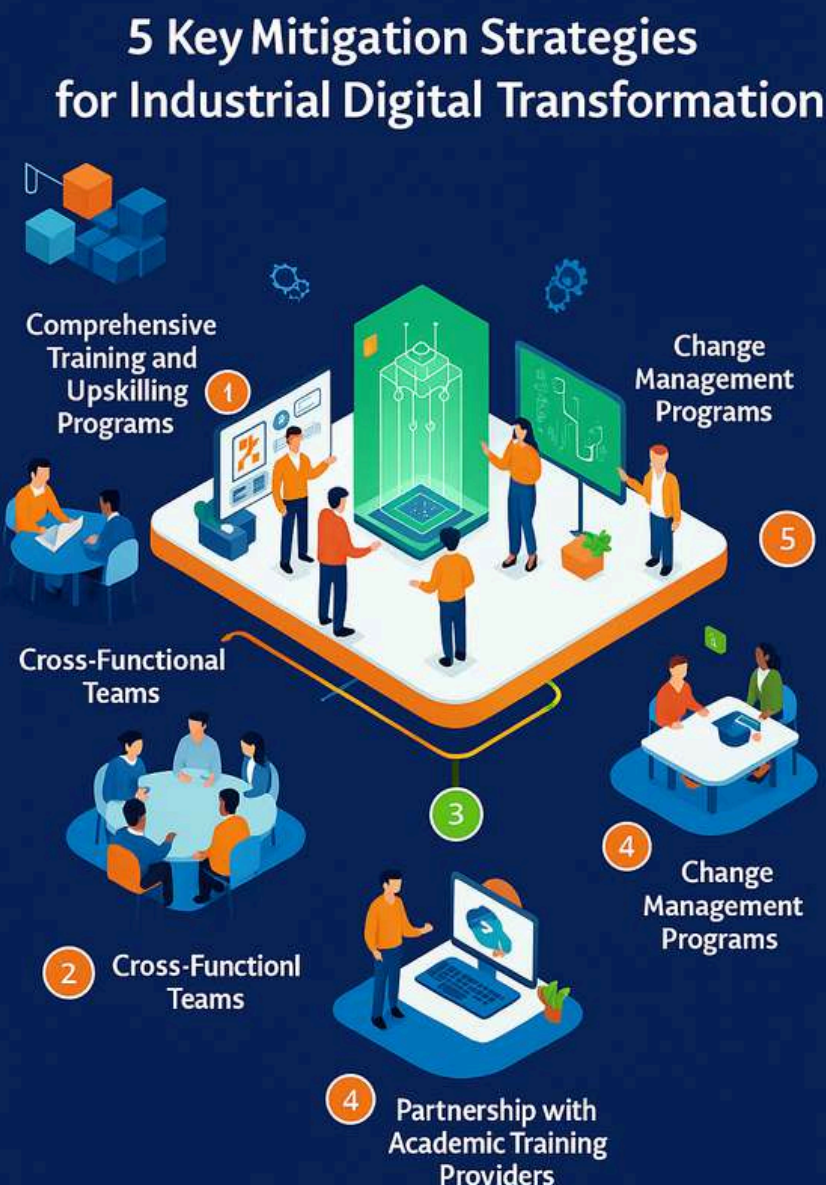 5 Key Mitigation Strategies
for Industrial Digital Transformation
Comprehensive
Training and
Upskilling
Programs
1
Change
Management
Programs
5
Cross-Functional
Teams
3
4
Change
Management
Programs
2
Cross-Functionl
Teams
4
Partnership with
Academic Training
Providers